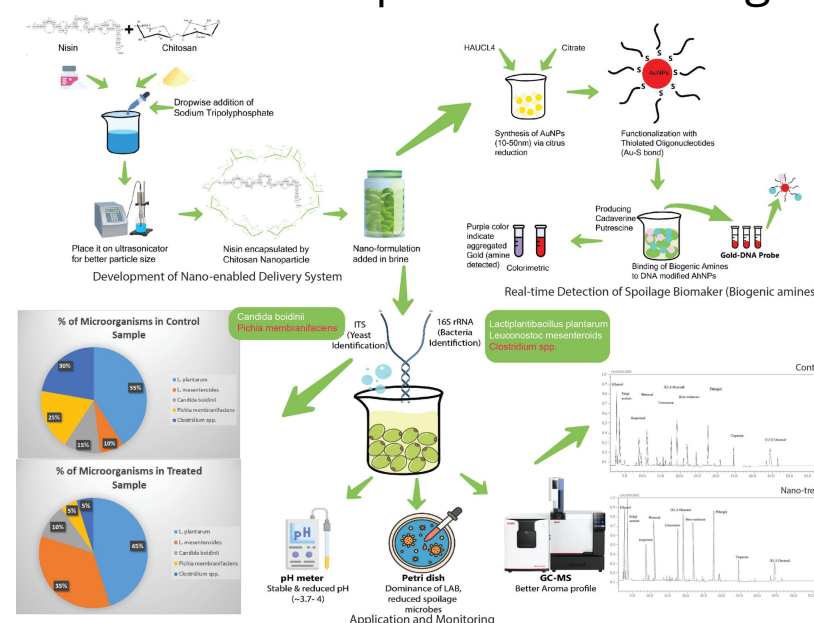 Nisin
Chitosan
Dropwise addition of
Sodium Tripolyphosphate
Place it on ultrasonicator
for better particle size
Nisin encapsulated by
Chitosan Nanoparticle
Nano-formulation
added in brine
Development of Nano-enabled Delivery System
HAUCL4
Citrate
Synthesis of AuNPs
(10-50nm) via citrus
reduction
AuNPs
S
S
S
S
S
S
S
S
Functionalization with
Thiolated Oligonucleotides
(Au-S bond)
Producing
Cadaverine
Putrescine
Purple color
indicate
aggregated
Gold (amine
detected)
Colorimetric
Binding of Biogenic Amines
to DNA modified AhNPs
Gold-DNA Probe
Real-time Detection of Spoilage Biomaker (Biogenic amines
Candida boidinii
Pichia membranifaciens
ITS
(Yeast
Identification)
16S rRNA
(Bacteria
Identification)
Lactiplantibacillus plantarum
Leuconostoc mesenteroids
Clostridium spp.
% of Microorganisms in Control
Sample
30%
55%
25%
15%
10%
L. plantarum
L. mesenteroides
Candida boidinii
Pichia membranifaciens
Clostridium spp.
% of Microorganisms in Treated
Sample
5%
5%
10%
45%
35%
L. plantarum
L. mesenteroides
Candida boidinii
Pichia membranifaciens
Clostridium spp.
pH
pH meter
Stable & reduced pH
(~3.7- 4)
Petri dish
Dominance of LAB,
reduced spoilage
microbes
GC-MS
Better Aroma profile
Application and Monitoring
Cont
Nano-tre